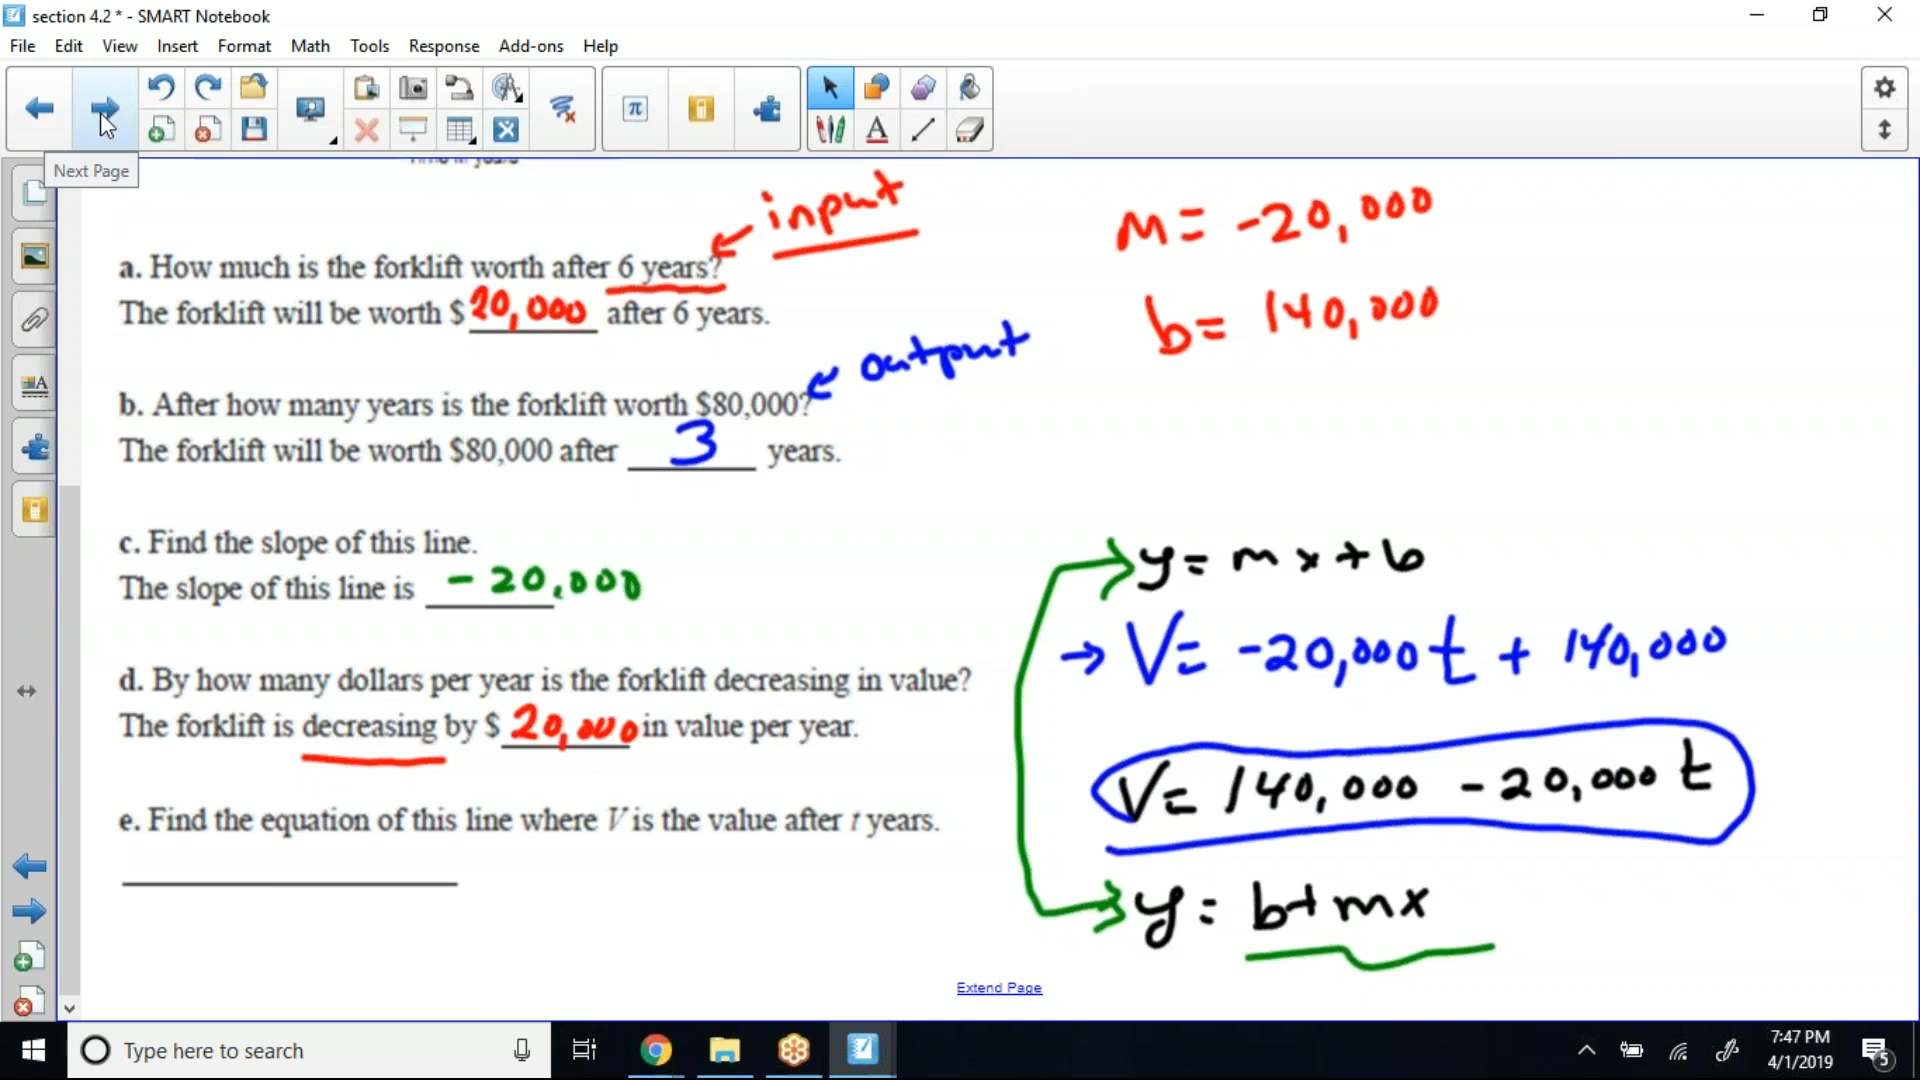 section 4.2 * - SMART Notebook
File Edit View Insert Format Math Tools Response Add-ons Help
Next Page
input
m = -20,000
a. How much is the forklift worth after 6 years?
The forklift will be worth $ 20,000 after 6 years.
b = 140,000
output
b. After how many years is the forklift worth $80,000?
The forklift will be worth $80,000 after 3 years.
c. Find the slope of this line.
The slope of this line is -20,000
y = mx + b
V = -20,000t + 140,000
d. By how many dollars per year is the forklift decreasing in value?
The forklift is decreasing by $ 20,000 in value per year.
V = 140,000 - 20,000t
e. Find the equation of this line where V is the value after t years.
y = b + mx
Extend Page
Type here to search
7:47 PM
4/1/2019
5